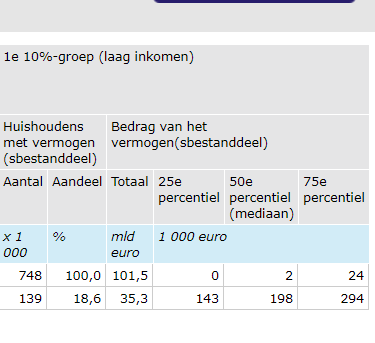 1e 10%-groep (laag inkomen)
Huishoudens met vermogen (sbestanddeel)
Bedrag van het vermogen(sbestanddeel)
Aantal Aandeel Totaal 25e percentiel 50e percentiel (mediaan) 75e percentiel
x 1 000 % mld euro 1 000 euro
748 100,0 101,5 0 2 24
139 18,6 35,3 143 198 294